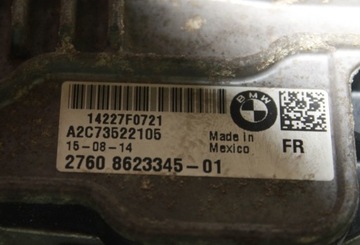 14227F0721
A2C73522105
15-08-14
2760 8623345-01
BMW
Made in
Mexico
FR